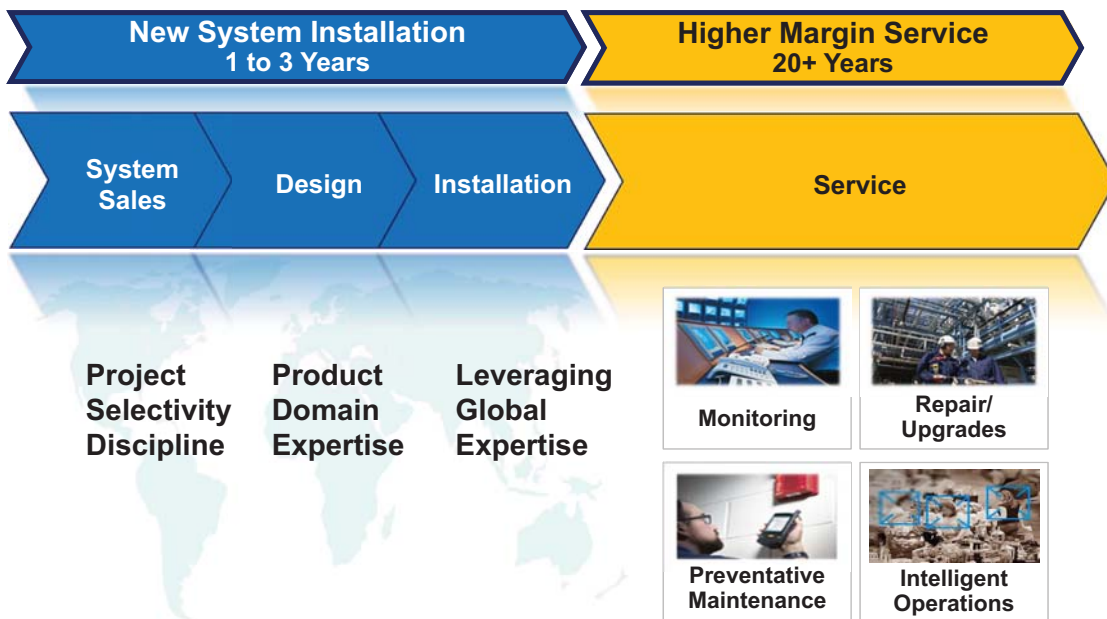 New System Installation
1 to 3 Years
Higher Margin Service
20+ Years
System
Sales
Design
Installation
Service
Project
Selectivity
Discipline
Product
Domain
Expertise
Leveraging
Global
Expertise
Monitoring
Repair/
Upgrades
Preventative
Maintenance
Intelligent
Operations